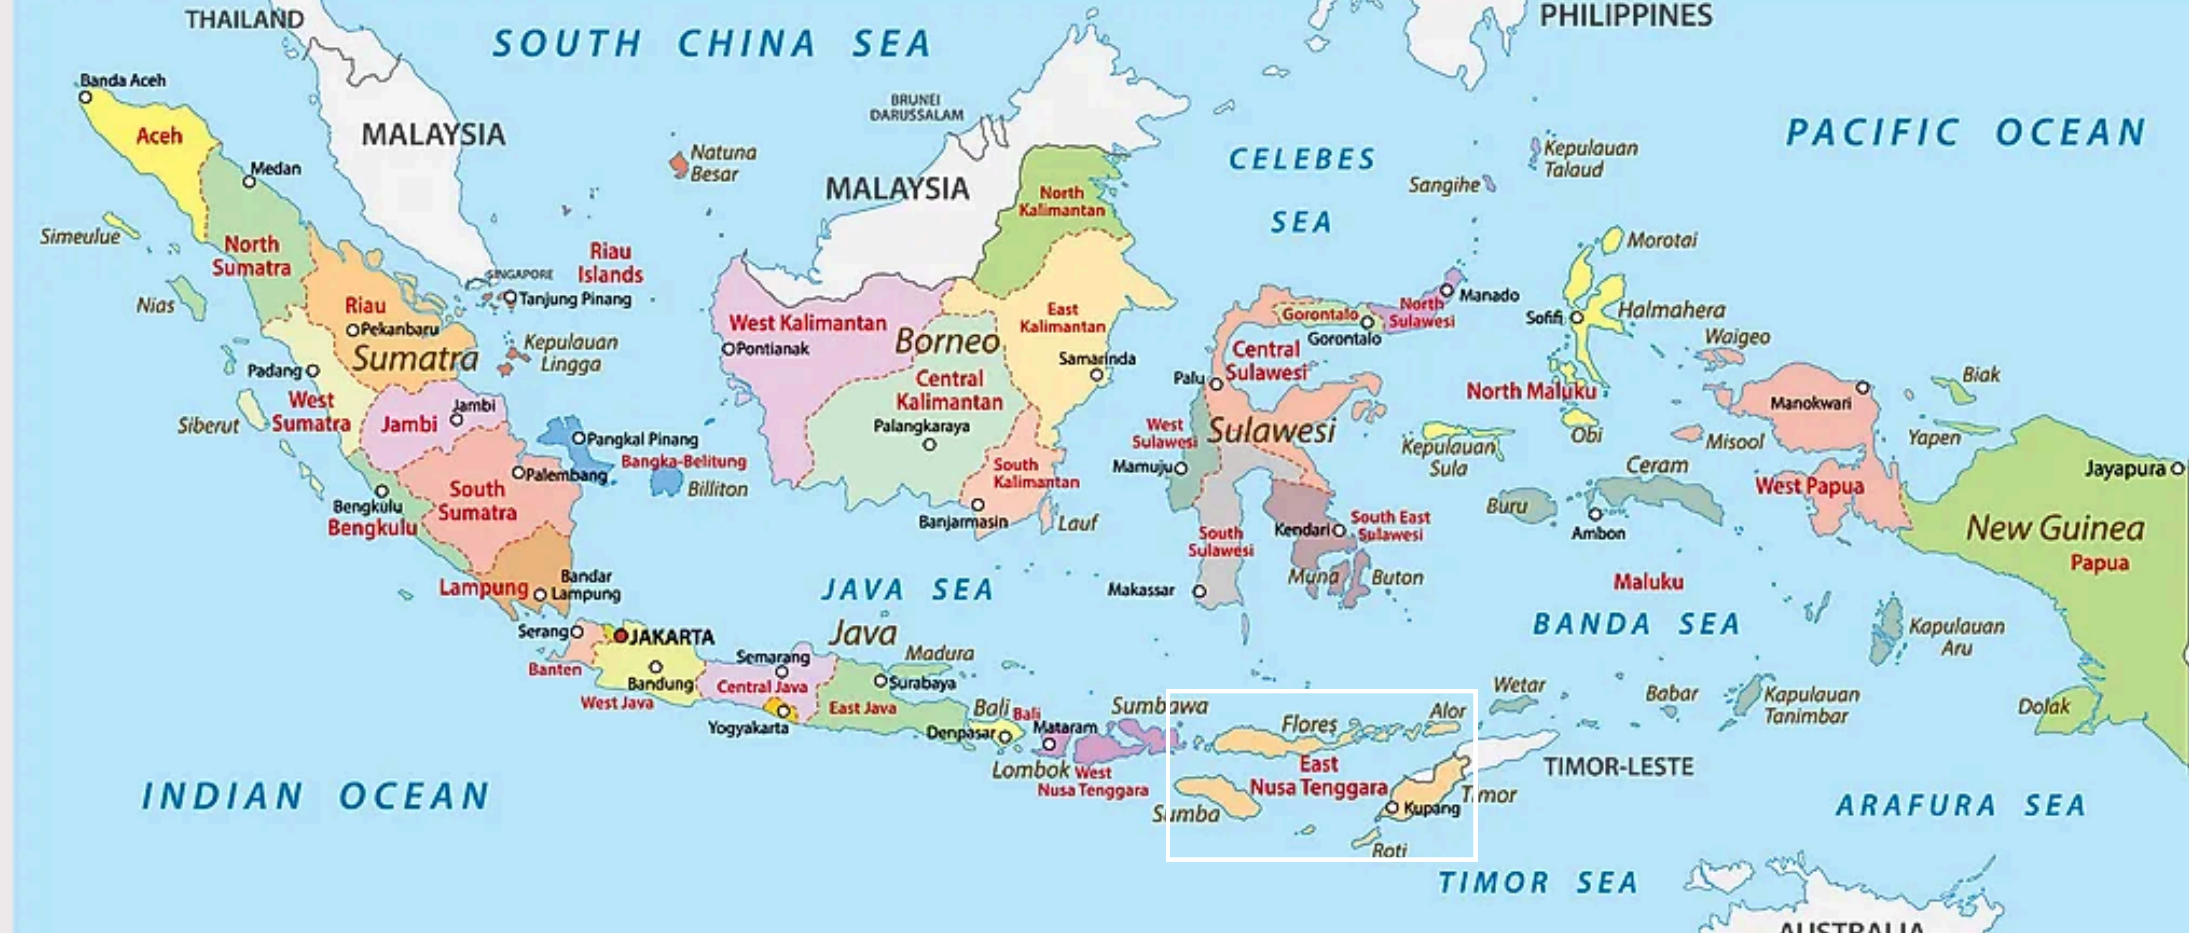 THAILAND
SOUTH CHINA SEA
PHILIPPINES
Banda Aceh
Aceh
MALAYSIA
BRUNEI
DARUSSALAM
PACIFIC OCEAN
Medan
Natuna
Besar
MALAYSIA
CELEBES
SEA
Kepulauan
Talaud
Sangihe
North
Kalimantan
Simeulue
North
Sumatra
Riau
Islands
Morotai
SINGAPORE
Tanjung Pinang
Nias
Riau
Pekanbaru
Sumatra
Kepulauan
Lingga
West Kalimantan
Pontianak
Borneo
East
Kalimantan
Samarinda
Gorontalo
Gorontalo
North
Sulawesi
Manado
Sofifi
Halmahera
Waigeo
Padang
West
Sumatra
Siberut
Jambi
Jambi
Central
Kalimantan
Palangkaraya
Palu
Central
Sulawesi
North Maluku
Manokwari
Biak
Pangkal Pinang
Bangka-Belitung
Billiton
West
Sulawesi
Sulawesi
Mamuju
Kepulauan
Sula
Obi
Misool
Yapen
Palembang
South
Sumatra
Bengkulu
Bengkulu
South
Kalimantan
Banjarmasin
Lauf
Ceram
Buru
Ambon
West Papua
Jayapura
New Guinea
Papua
South
Sulawesi
Kendari
South East
Sulawesi
Muna
Buton
Makassar
Maluku
Lampung
Bandar
Lampung
JAVA SEA
BANDA SEA
Kapulauan
Aru
Serang
JAKARTA
Java
Banten
Bandung
West Java
Semarang
Central Java
Yogyakarta
Madura
Surabaya
East Java
Bali
Bali
Denpasar
Mataram
Lombok
Sumbawa
West
Nusa Tenggara
Flores
Alor
East
Nusa Tenggara
Sumba
Kupang
Timor
Roti
Wetar
Babar
Kapulauan
Tanimbar
Dolak
TIMOR-LESTE
INDIAN OCEAN
ARAFURA SEA
TIMOR SEA
AUSTRALIA